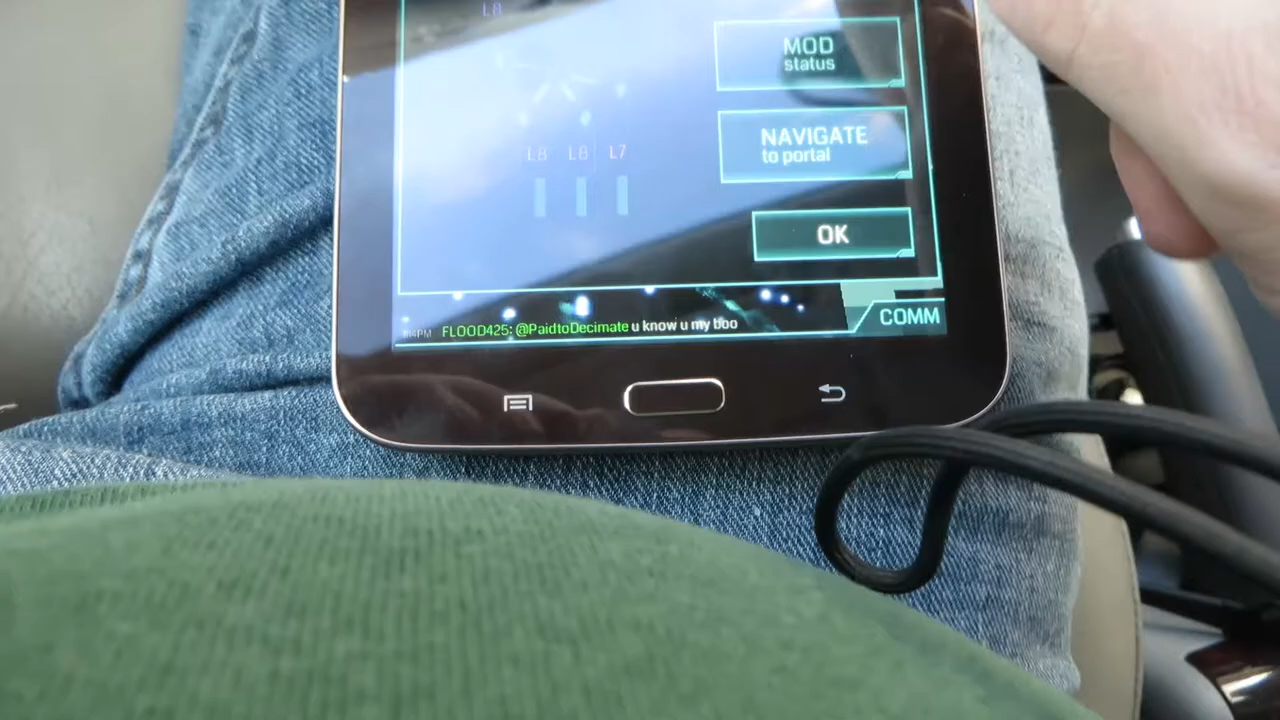 L8
MOD
status
NAVIGATE
to portal
L8 L8 L7
OK
FLOOD425: @PaidtoDecimate u know u my boo
COMM